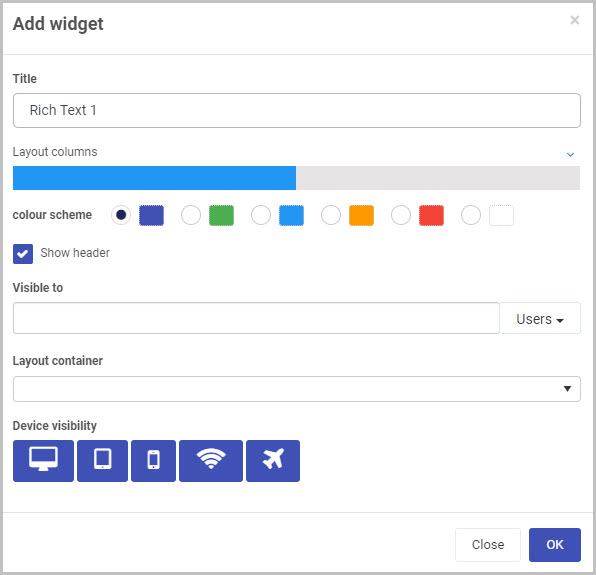 Add widget
Title
Rich Text 1
Layout columns
colour scheme
Show header
Visible to
Users
Layout container
Device visibility
Close OK